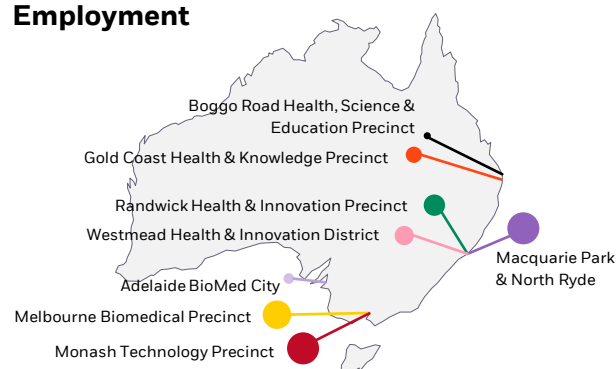 Employment
Boggo Road Health, Science &
Education Precinct
Gold Coast Health & Knowledge Precinct
Randwick Health & Innovation Precinct
Westmead Health & Innovation District
Macquarie Park
& North Ryde
Adelaide BioMed City
Melbourne Biomedical Precinct
Monash Technology Precinct